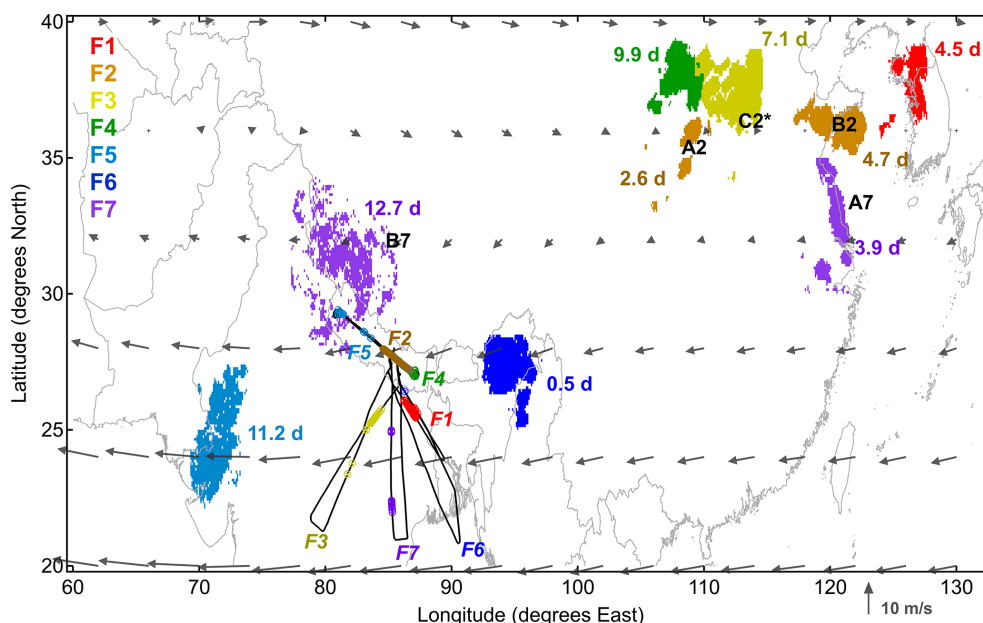 40
35
30
25
20
Latitude (degrees North)
60
70
80
90
100
110
120
130
Longitude (degrees East)
10 m/s
F1
F2
F3
F4
F5
F6
F7
9.9 d
7.1 d
4.5 d
C2*
B2
A2
4.7 d
2.6 d
A7
3.9 d
12.7 d
B7
F2
F5
F4
0.5 d
F1
11.2 d
F3
F7
F6